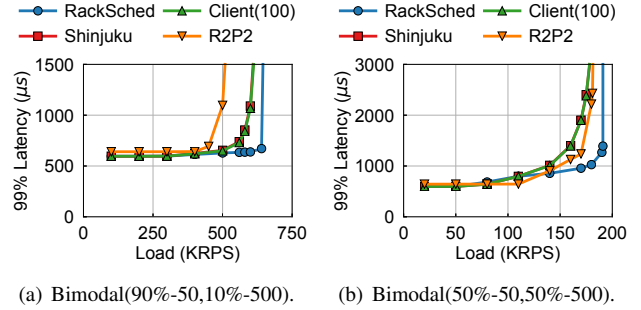 RackSched Client(100)
Shinjuku R2P2
RackSched Client(100)
Shinjuku R2P2
99% Latency (μs)
1500
1000
500
0
0 250 500 750
Load (KRPS)
99% Latency (μs)
3000
2000
1000
0
0 50 100 150 200
Load (KRPS)
(a) Bimodal(90%-50,10%-500).
(b) Bimodal(50%-50,50%-500).